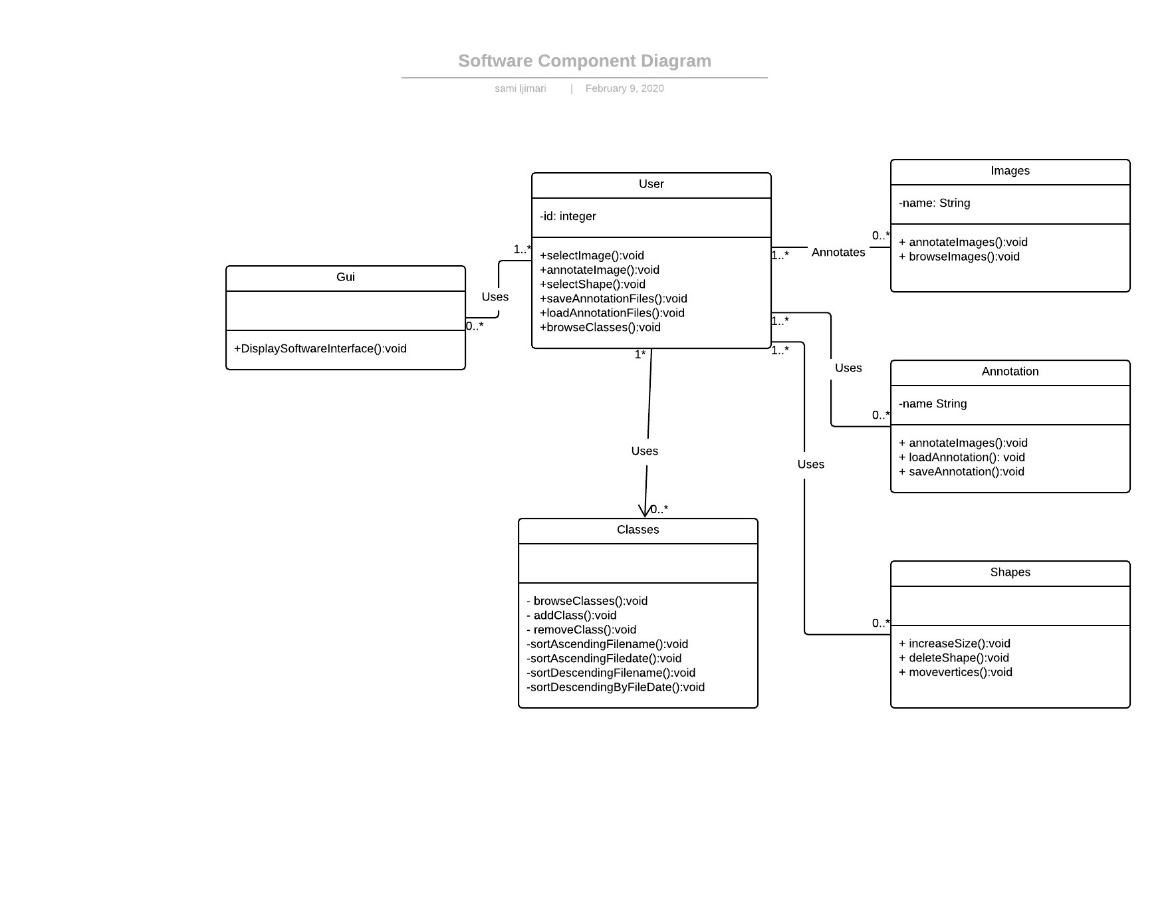 Software Component Diagram
sami ljimari | February 9, 2020
User
-id: integer
+selectImage():void
+annotateImage():void
+selectShape():void
+saveAnnotationFiles():void
+loadAnnotationFiles():void
+browseClasses():void
Images
-name: String
+ annotateImages():void
+ browseImages():void
1..*
Annotates
0..*
Gui
+DisplaySoftwareInterface():void
1..*
Uses
0..*
1..*
Uses
0..*
1..*
Uses
0..*
Annotation
-name String
+ annotateImages():void
+ loadAnnotation(): void
+ saveAnnotation():void
1*
Uses
0..*
Classes
- browseClasses():void
- addClass():void
- removeClass():void
-sortAscendingFilename():void
-sortAscendingFiledate():void
-sortDescendingFilename():void
-sortDescendingByFileDate():void
Shapes
+ increaseSize():void
+ deleteShape():void
+ movevertices():void